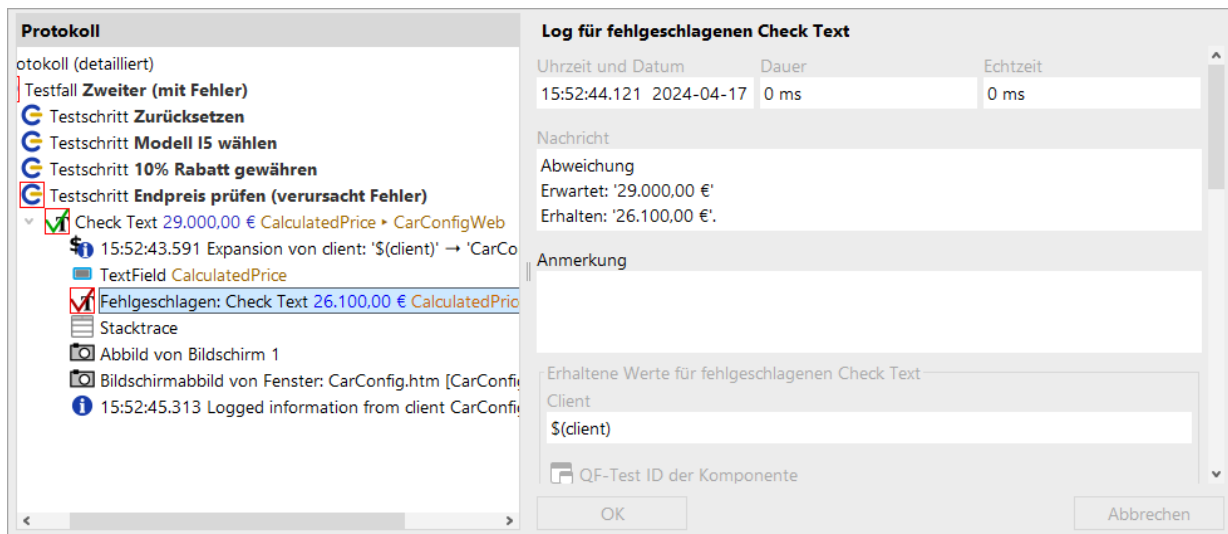 Protokoll
otokoll (detailliert)
Testfall Zweiter (mit Fehler)
Testschritt Zurücksetzen
Testschritt Modell I5 wählen
Testschritt 10% Rabatt gewähren
Testschritt Endpreis prüfen (verursacht Fehler)
Check Text 29.000,00 € CalculatedPrice ▸ CarConfigWeb
15:52:43.591 Expansion von client: '$(client)' → 'CarCo
TextField CalculatedPrice
Fehlgeschlagen: Check Text 26.100,00 € CalculatedPric
Stacktrace
Abbild von Bildschirm 1
Bildschirmabbild von Fenster: CarConfig.htm [CarConfi
15:52:45.313 Logged information from client CarConfi
Log für fehlgeschlagenen Check Text
Uhrzeit und Datum Dauer Echtzeit
15:52:44.121 2024-04-17 0 ms 0 ms
Nachricht
Abweichung
Erwartet: '29.000,00 €'
Erhalten: '26.100,00 €'.
Anmerkung
Erhaltene Werte für fehlgeschlagenen Check Text
Client
$(client)
QF-Test ID der Komponente
OK Abbrechen